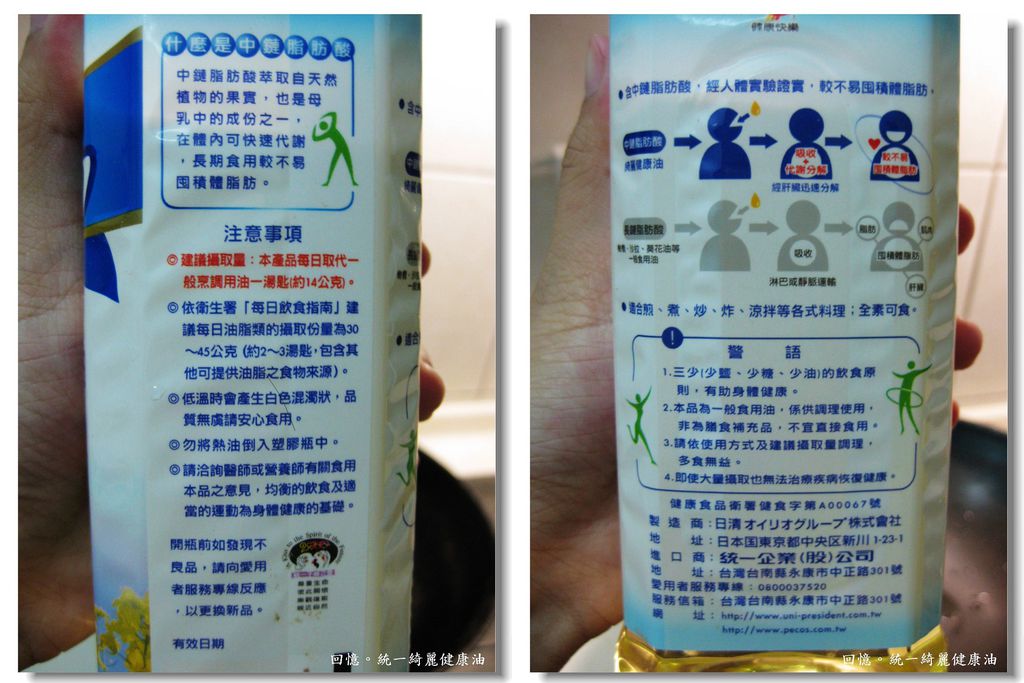 什麼是中鏈脂肪酸
中鏈脂肪酸萃取自天然
植物的果實，也是母
乳中的成份之一，
在體內可快速代謝
，長期食用較不易
囤積體脂肪。
注意事項
◎建議攝取量：本產品每日取代一
般烹調用油一湯匙(約14公克)。
◎依衛生署「每日飲食指南」建
議每日油脂類的攝取份量為30
～45公克 (約2～3湯匙，包含其
他可提供油脂之食物來源)。
◎低溫時會產生白色混濁狀，品
質無虞請安心食用。
◎勿將熱油倒入塑膠瓶中。
◎請洽詢醫師或營養師有關食用
本品之意見，均衡的飲食及適
當的運動為身體健康的基礎。
開瓶前如發現不
良品，請向愛用
者服務專線反應
，以更換新品。
有效日期
回憶。統一綺麗健康油
健康快樂
●含中鏈脂肪酸，經人體實驗證實，較不易囤積體脂肪。
中鏈脂肪酸
綺麗健康油
吸收
+
代謝分解
較不易
囤積體脂肪
經肝臟迅速分解
長鏈脂肪酸
葵花油等
一般食用油
吸收
脂肪
肌肉
囤積體脂肪
肝臟
淋巴或靜脈運輸
●適合煎、煮、炒、炸、涼拌等各式料理；全素可食。
!
警 語
1.三少(少鹽、少糖、少油)的飲食原
則，有助身體健康。
2.本品為一般食用油，係供調理使用，
非為膳食補充品，不宜直接食用。
3.請依使用方式及建議攝取量調理，
多食無益。
4.即使大量攝取也無法治療疾病恢復健康。
健康食品衛署健食字第A00067號
製造商：日清オイリオグループ株式會社
地址：日本国東京都中央区新川1-23-1
進口商：統一企業(股)公司
地址：台灣台南縣永康市中正路301號
愛用者服務專線：0800037520
服務信箱：台灣台南縣永康市中正路301號
網址：http://www.uni-president.com.tw
http://www.pecos.com.tw
回憶。統一綺麗健康油